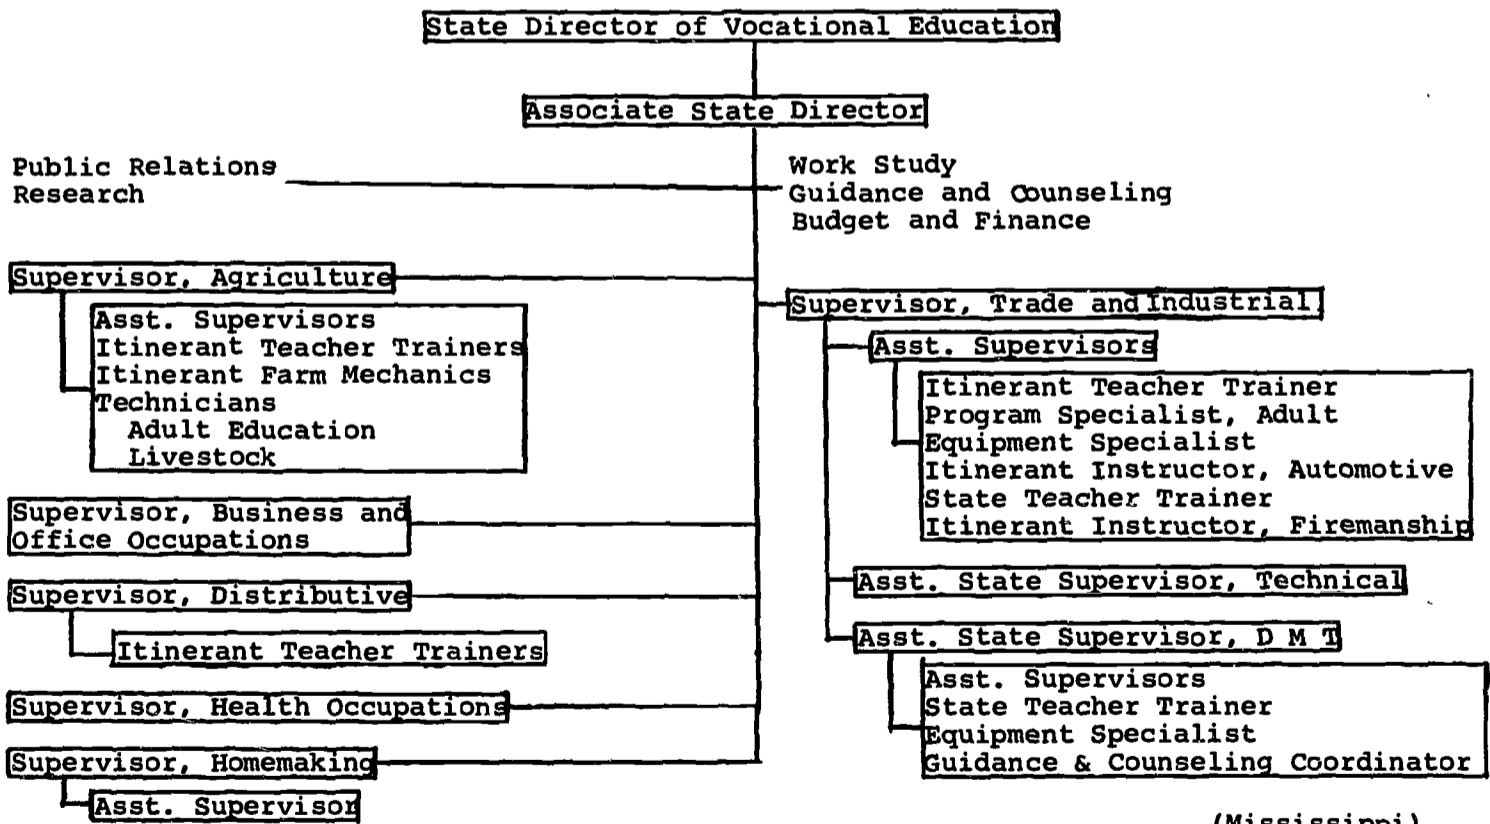 State Director of Vocational Education
Associate State Director
Public Relations
Research
Work Study
Guidance and Counseling
Budget and Finance
Supervisor, Agriculture
Asst. Supervisors
Itinerant Teacher Trainers
Itinerant Farm Mechanics
Technicians
Adult Education
Livestock
Supervisor, Business and
Office Occupations
Supervisor, Distributive
Itinerant Teacher Trainers
Supervisor, Health Occupations
Supervisor, Homemaking
Asst. Supervisor
Supervisor, Trade and Industrial
Asst. Supervisors
Itinerant Teacher Trainer
Program Specialist, Adult
Equipment Specialist
Itinerant Instructor, Automotive
State Teacher Trainer
Itinerant Instructor, Firemanship
Asst. State Supervisor, Technical
Asst. State Supervisor, D M T
Asst. Supervisors
State Teacher Trainer
Equipment Specialist
Guidance & Counseling Coordinator
(Mississippi)